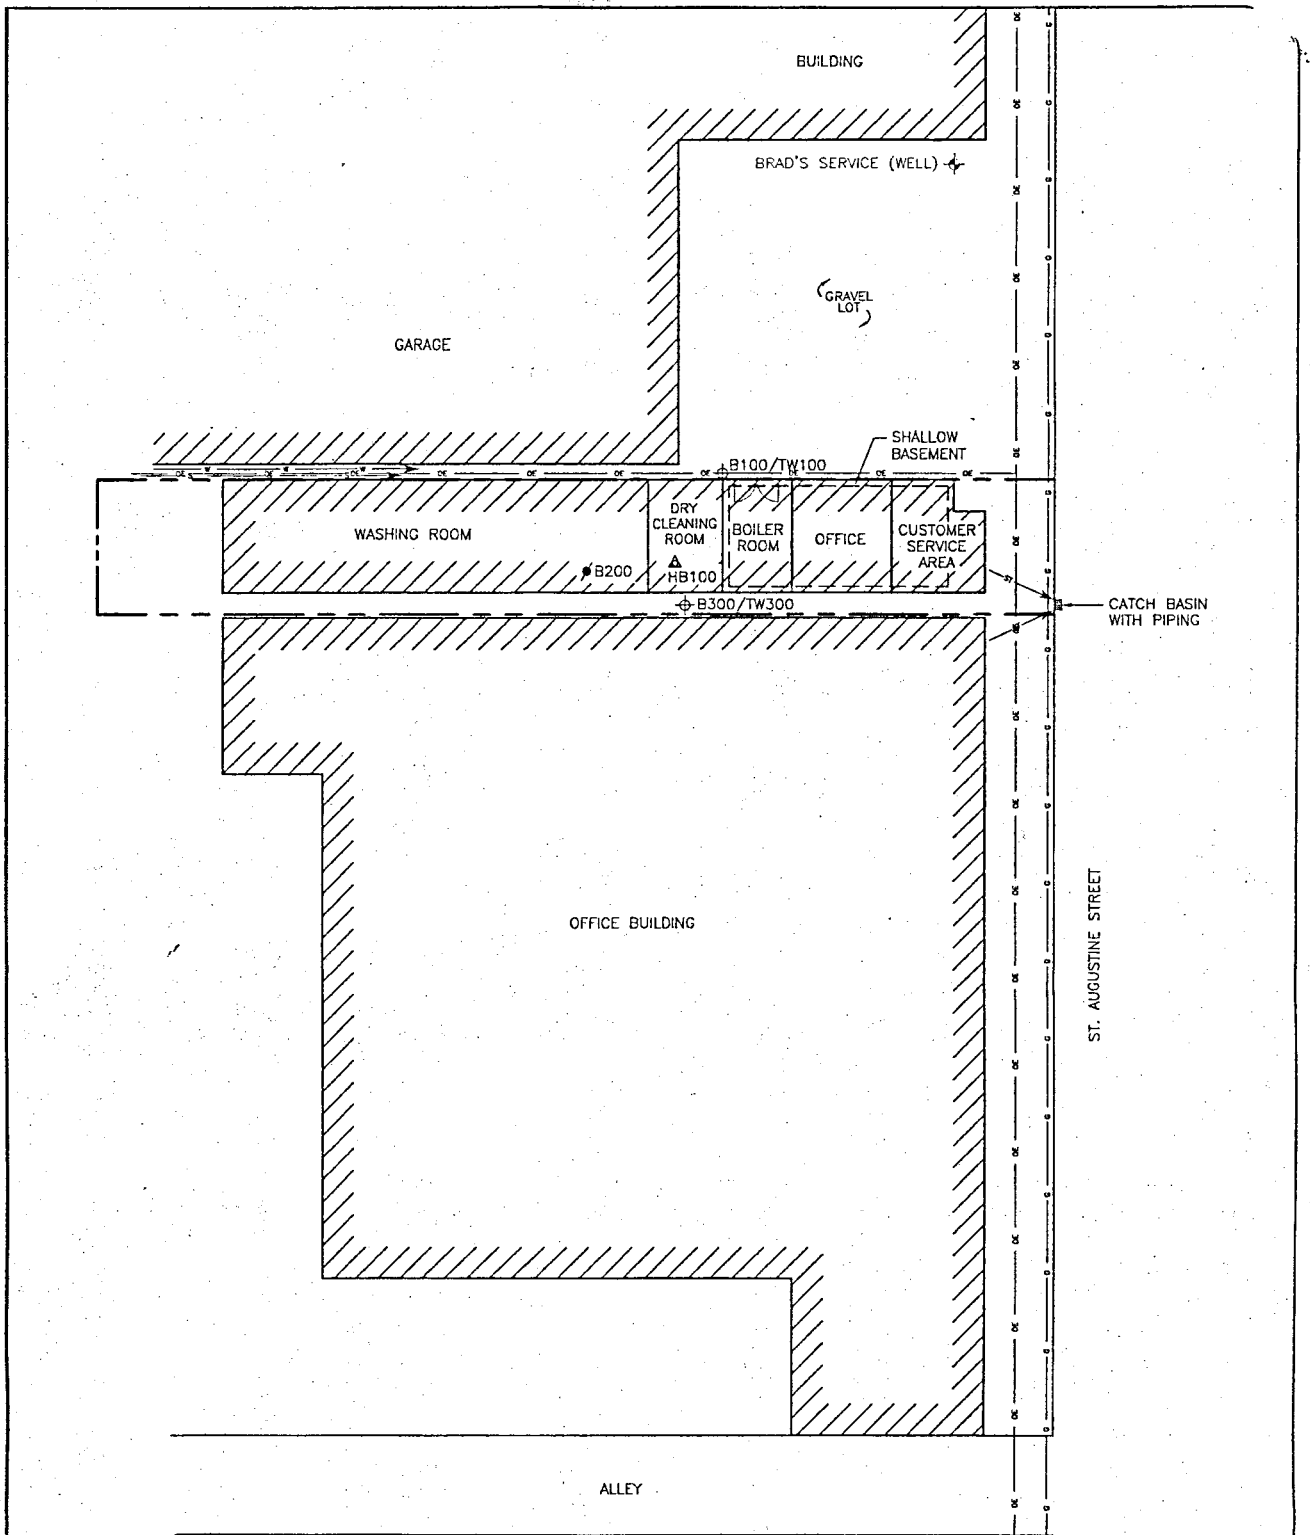 BUILDING
BRAD'S SERVICE (WELL)
GRAVEL
LOT
GARAGE
SHALLOW
BASEMENT
B100/TW100
WASHING ROOM
DRY
CLEANING
ROOM
BOILER
ROOM
OFFICE
CUSTOMER
SERVICE
AREA
B200
HB100
B300/TW300
CATCH BASIN
WITH PIPING
OFFICE BUILDING
ST. AUGUSTINE STREET
ALLEY